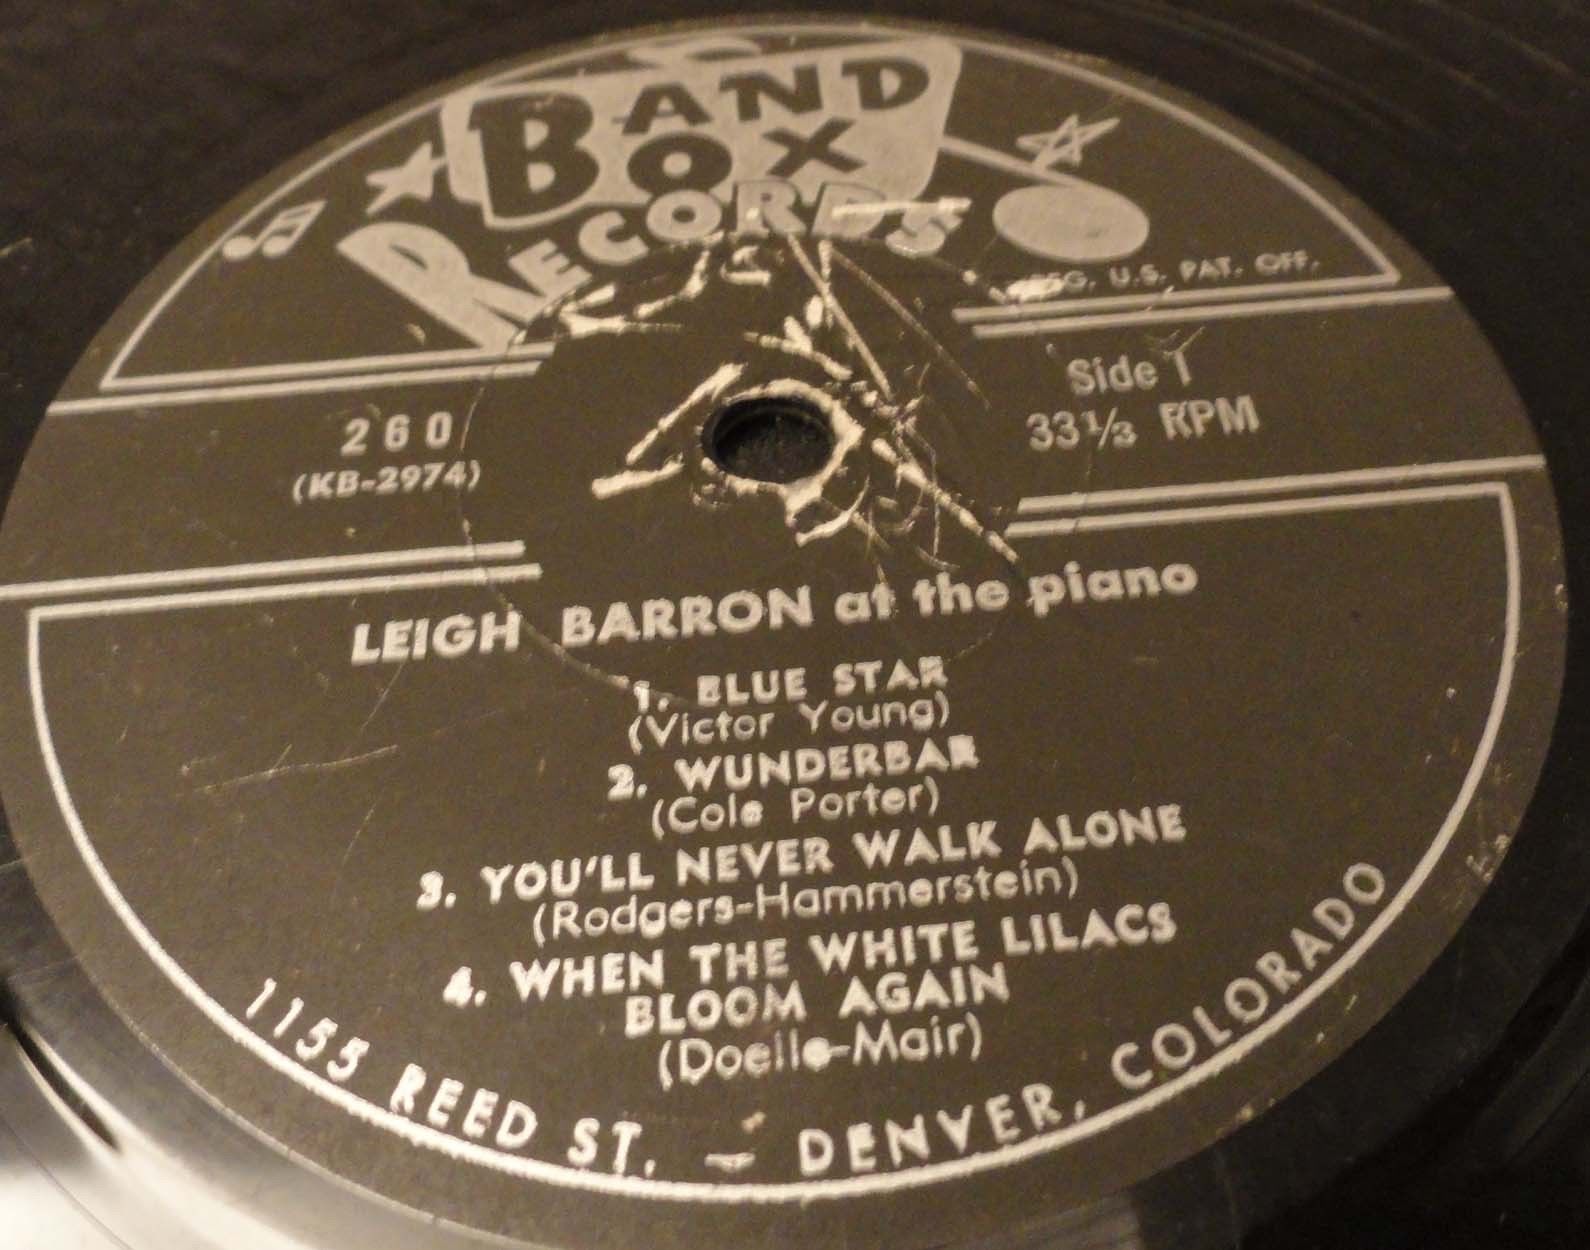 BAND
BOX
RECORDS
REG. U.S. PAT. OFF.
260
(KB-2974)
Side 1
33⅓ RPM
LEIGH BARRON at the piano
1. BLUE STAR
(Victor Young)
2. WUNDERBAR
(Cole Porter)
3. YOU'LL NEVER WALK ALONE
(Rodgers-Hammerstein)
4. WHEN THE WHITE LILACS
BLOOM AGAIN
(Doelle-Mair)
1155 REED ST. — DENVER, COLORADO